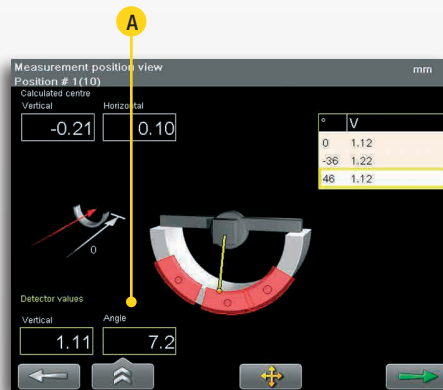 A
Measurement position view
mm
Position # 1(10)
Calculated centre
Vertical Horizontal
-0.21 0.10
° V
0 1.12
-36 1.22
46 1.12
0
Detector values
Vertical Angle
1.11 7.2